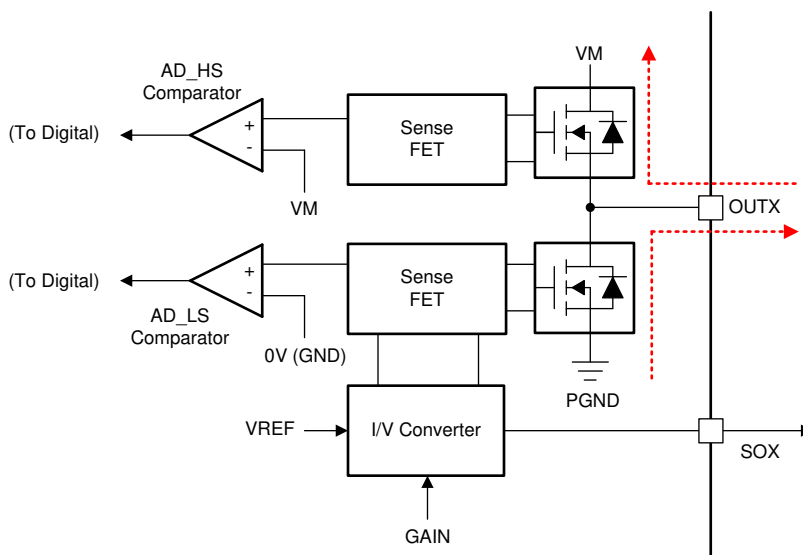 AD_HS
Comparator
(To Digital)
+
-
VM
Sense
FET
VM
OUTX
(To Digital)
+
-
AD_LS
Comparator
0V (GND)
Sense
FET
PGND
VREF
I/V Converter
SOX
GAIN